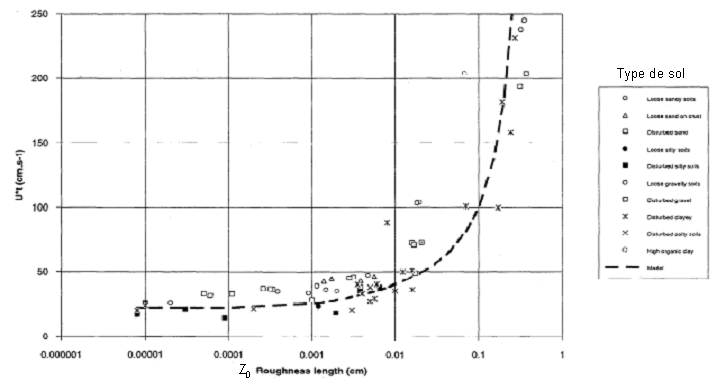 Type de sol
250
200
150
100
50
0
U*t (cm.s-1)
0.000001 0.00001 0.0001 0.001 0.01 0.1 1
Z0 Roughness length (cm)
Loose sandy soils
Loose sand on crust
Disturbed sand
Loose silty soils
Disturbed silty soils
Loose gravelly soils
Disturbed gravel
Disturbed clayey
Disturbed salty soils
High organic clay
Model